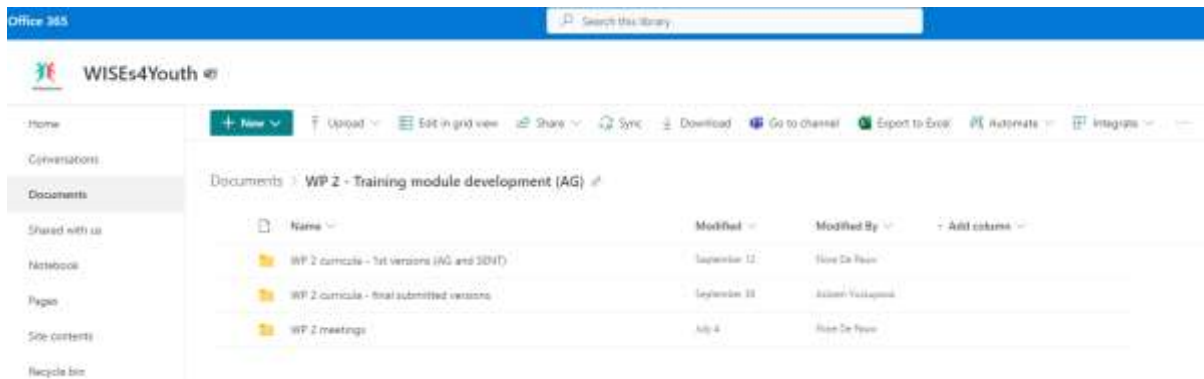 Office 365
Search this library
WISEs4Youth
Home
+ New Upload Edit in grid view Share Sync Download Go to channel Export to Excel Automate Integrate
Conversations
Documents > WP 2 - Training module development (AG)
Documents
Shared with us
Name Modified Modified By + Add column
Notebook
WP 2 curricula - 1st versions (AG and SENT) September 12
Pages
WP 2 curricula - final submitted versions September
Site contents
WP 2 meetings July 4
Recycle bin